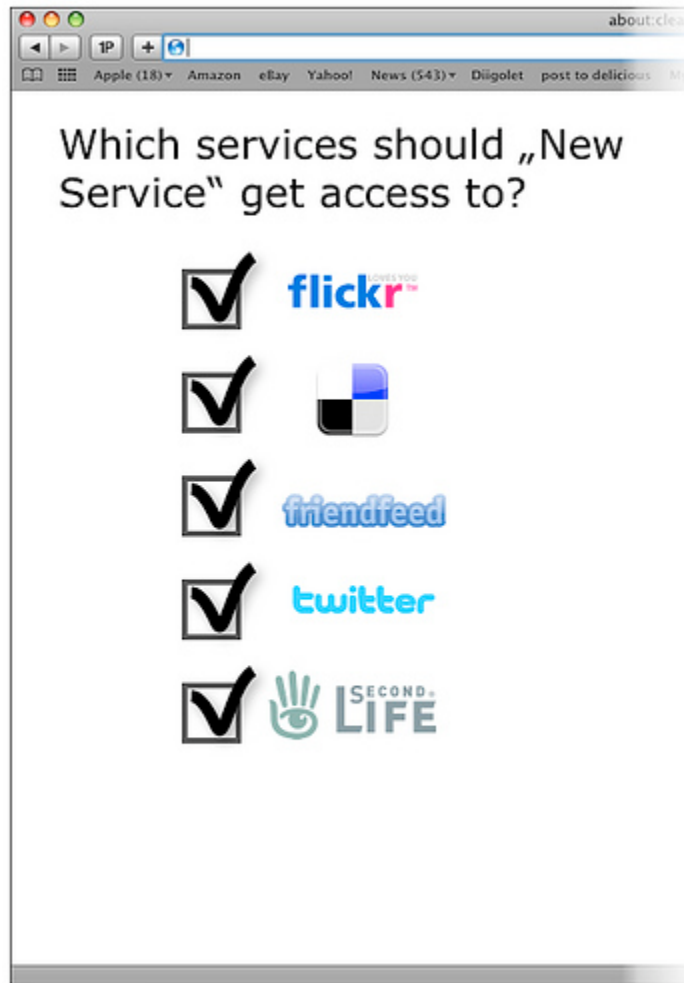 about:clea
1P +
Apple (18) Amazon eBay Yahoo! News (543) Diigolet post to delicious
Which services should „New
Service“ get access to?
LOVES YOU
flickr™
friendfeed
twitter
SECOND®
LIFE